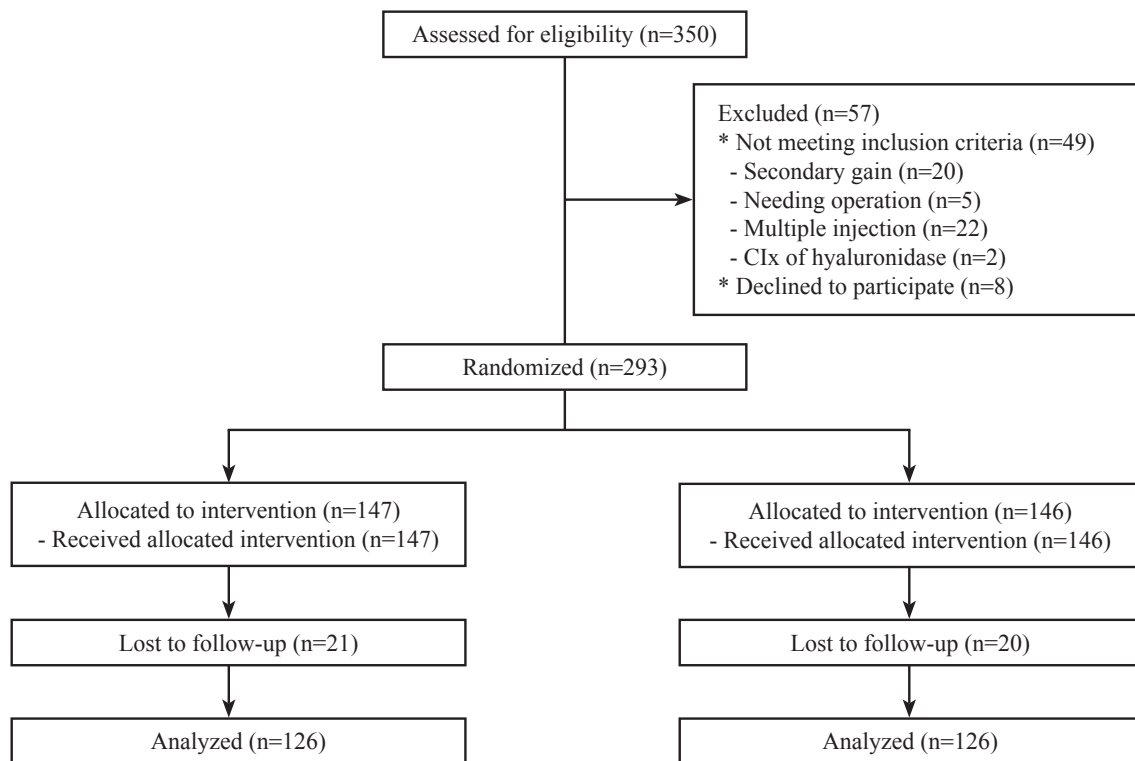 Assessed for eligibility (n=350)
Excluded (n=57)
* Not meeting inclusion criteria (n=49)
- Secondary gain (n=20)
- Needing operation (n=5)
- Multiple injection (n=22)
- CIx of hyaluronidase (n=2)
* Declined to participate (n=8)
Randomized (n=293)
Allocated to intervention (n=147)
- Received allocated intervention (n=147)
Allocated to intervention (n=146)
- Received allocated intervention (n=146)
Lost to follow-up (n=21)
Lost to follow-up (n=20)
Analyzed (n=126)
Analyzed (n=126)